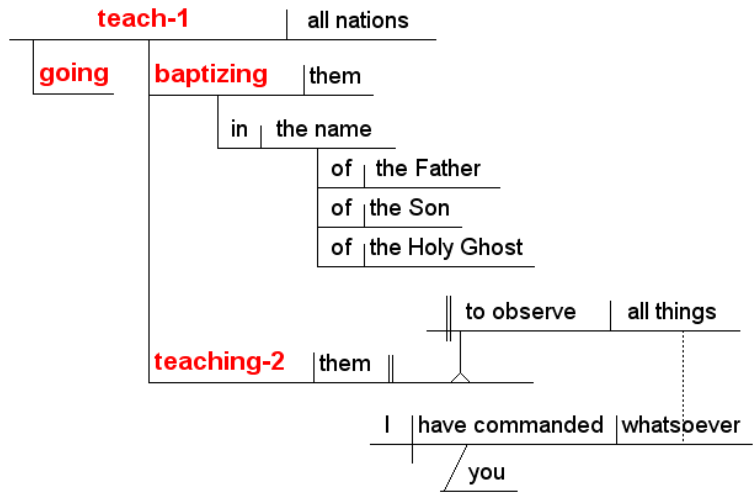 teach-1 all nations
going baptizing them
in the name
of the Father
of the Son
of the Holy Ghost
to observe all things
teaching-2 them
I have commanded whatsoever
you